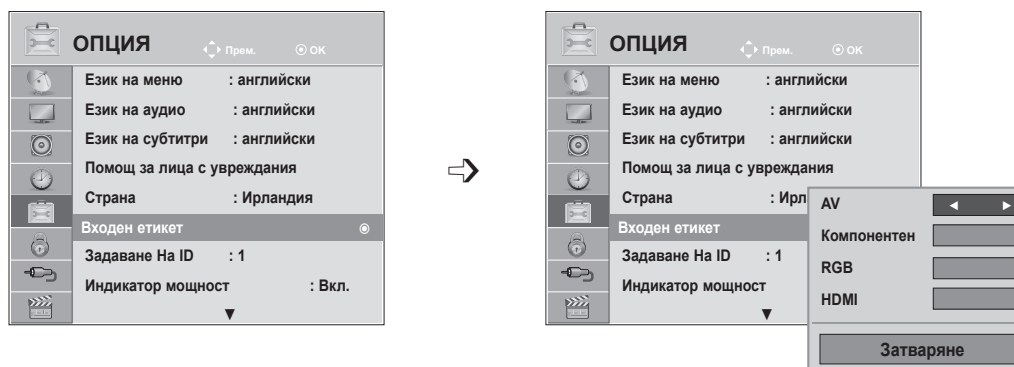 ОПЦИЯ Прем. OK
Език на меню : английски
Език на аудио : английски
Език на субтитри : английски
Помощ за лица с увреждания
Страна : Ирландия
Входен етикет
Задаване На ID : 1
Индикатор мощност : Вкл.
ОПЦИЯ Прем. OK
Език на меню : английски
Език на аудио : английски
Език на субтитри : английски
Помощ за лица с увреждания
Страна : Ирл
Входен етикет
Задаване На ID : 1
Индикатор мощност
AV
Компонентен
RGB
HDMI
Затваряне